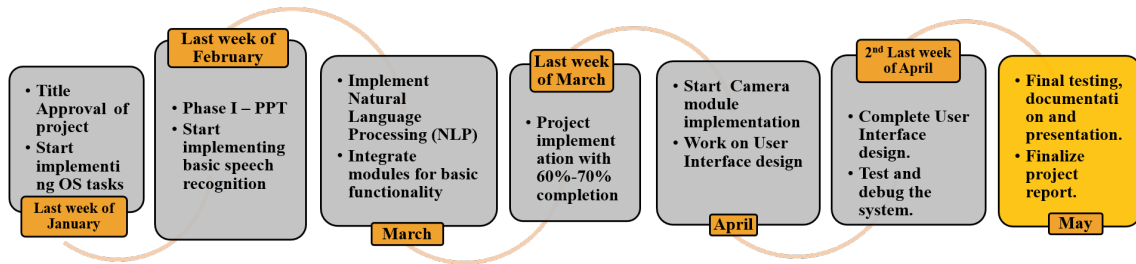 • Title
Approval of
project
• Start
implementi
ng OS tasks
Last week of
January
Last week of
February
• Phase I – PPT
• Start
implementing
basic speech
recognition
• Implement
Natural
Language
Processing (NLP)
• Integrate
modules for basic
functionality
March
Last week
of March
• Project
implement
ation with
60%-70%
completion
• Start Camera
module
implementation
• Work on User
Interface design
April
2nd Last week
of April
• Complete User
Interface
design.
• Test and
debug the
system.
• Final testing,
documentati
on and
presentation.
• Finalize
project
report.
May